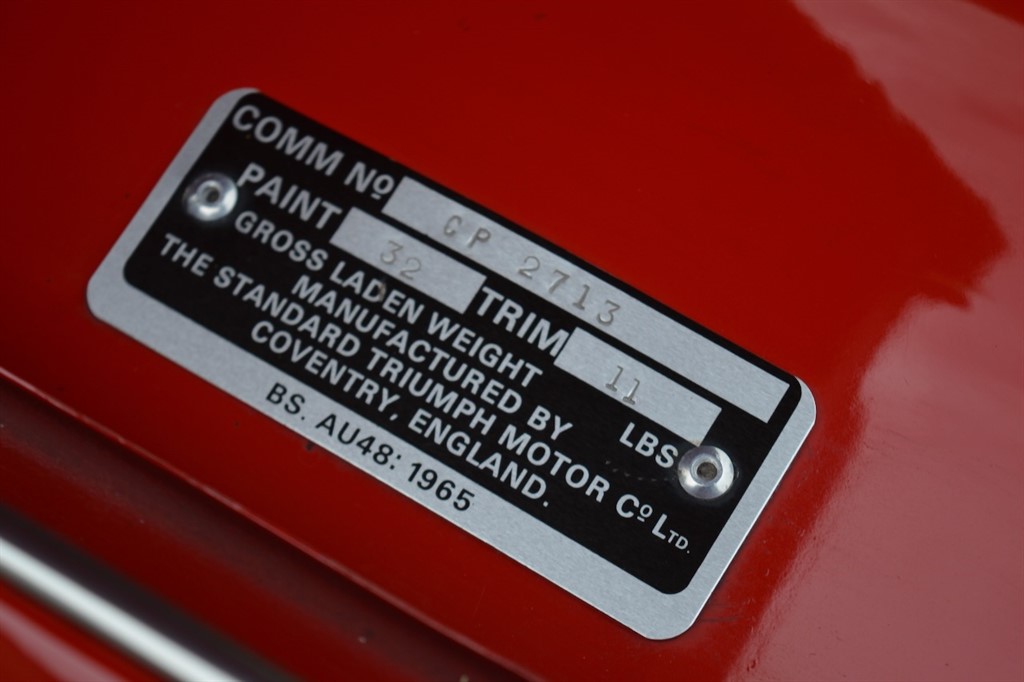 COMM Nº CP 2713
PAINT 32 TRIM 11
GROSS LADEN WEIGHT LBS
MANUFACTURED BY
THE STANDARD TRIUMPH MOTOR Cº LTD.
COVENTRY, ENGLAND.
BS. AU48: 1965